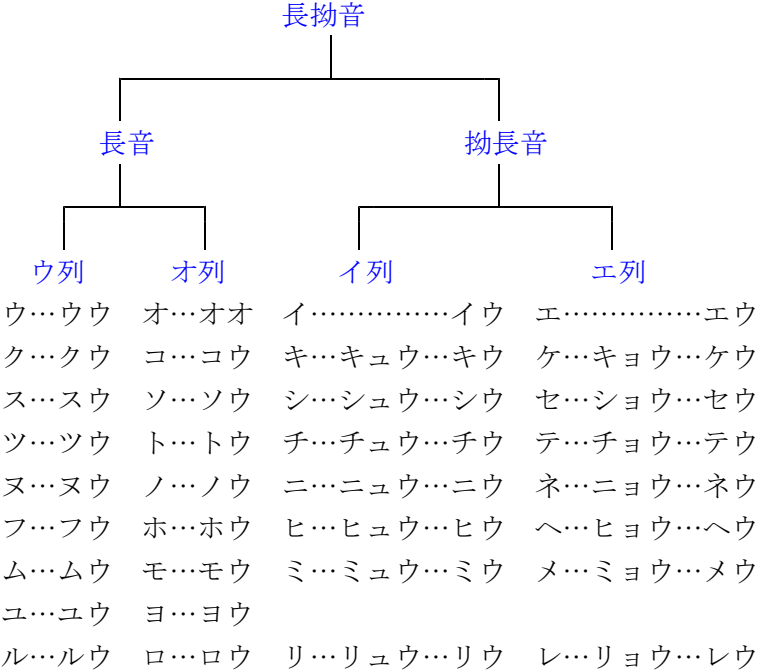 長拗音
長音 拗長音
ウ列 オ列 イ列 エ列
ウ…ウウ オ…オオ イ……………イウ エ……………エウ
ク…クウ コ…コウ キ…キュウ…キウ ケ…キョウ…ケウ
ス…スウ ソ…ソウ シ…シュウ…シウ セ…ショウ…セウ
ツ…ツウ ト…トウ チ…チュウ…チウ テ…チョウ…テウ
ヌ…ヌウ ノ…ノウ ニ…ニュウ…ニウ ネ…ニョウ…ネウ
フ…フウ ホ…ホウ ヒ…ヒュウ…ヒウ ヘ…ヒョウ…ヘウ
ム…ムウ モ…モウ ミ…ミュウ…ミウ メ…ミョウ…メウ
ユ…ユウ ヨ…ヨウ
ル…ルウ ロ…ロウ リ…リュウ…リウ レ…リョウ…レウ